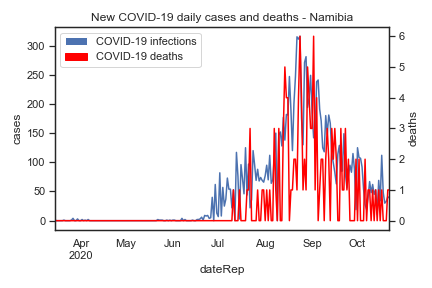 New COVID-19 daily cases and deaths - Namibia
COVID-19 infections
COVID-19 deaths
cases
300
250
200
150
100
50
0
deaths
6
5
4
3
2
1
0
Apr
2020
May
Jun
Jul
Aug
Sep
Oct
dateRep